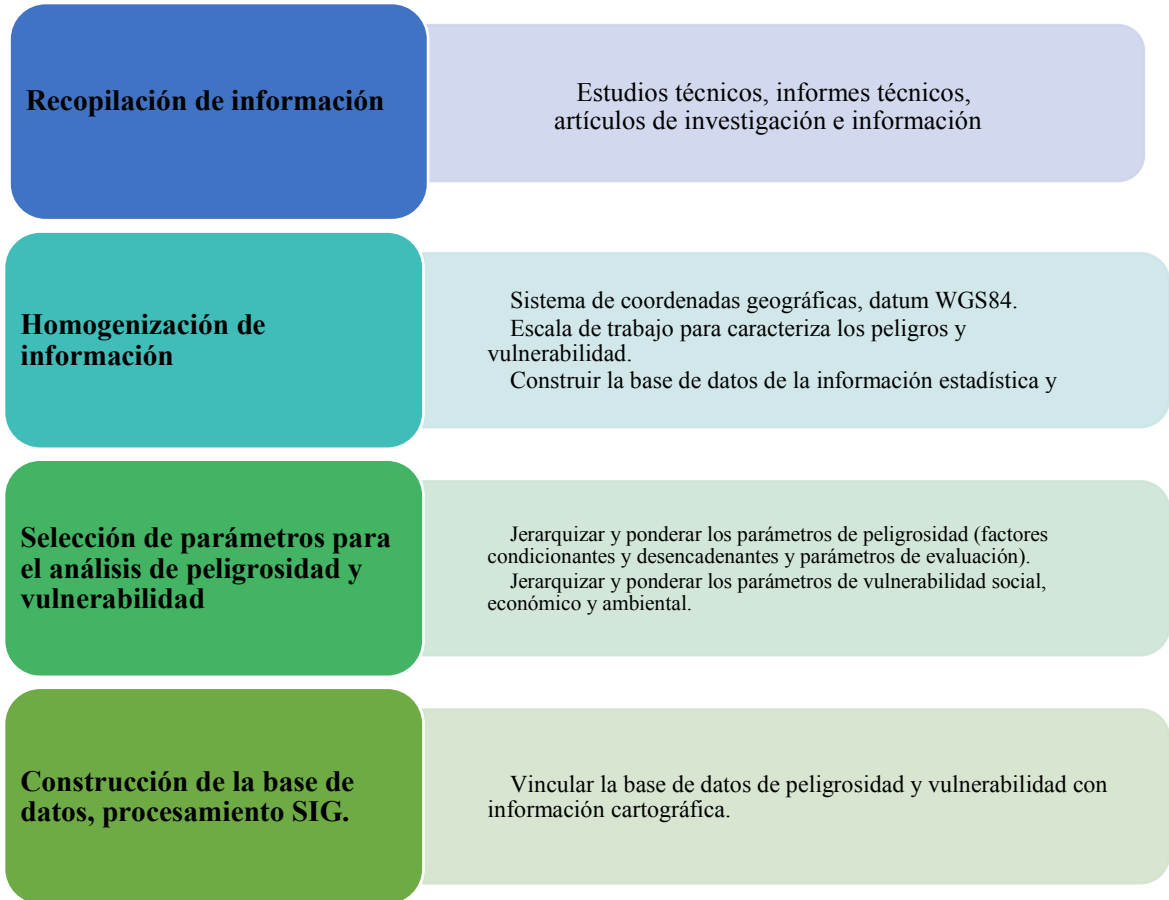 Recopilación de información
Estudios técnicos, informes técnicos,
artículos de investigación e información
Homogenización de
información
Sistema de coordenadas geográficas, datum WGS84.
Escala de trabajo para caracteriza los peligros y
vulnerabilidad.
Construir la base de datos de la información estadística y
Selección de parámetros para
el análisis de peligrosidad y
vulnerabilidad
Jerarquizar y ponderar los parámetros de peligrosidad (factores
condicionantes y desencadenantes y parámetros de evaluación).
Jerarquizar y ponderar los parámetros de vulnerabilidad social,
económico y ambiental.
Construcción de la base de
datos, procesamiento SIG.
Vincular la base de datos de peligrosidad y vulnerabilidad con
información cartográfica.